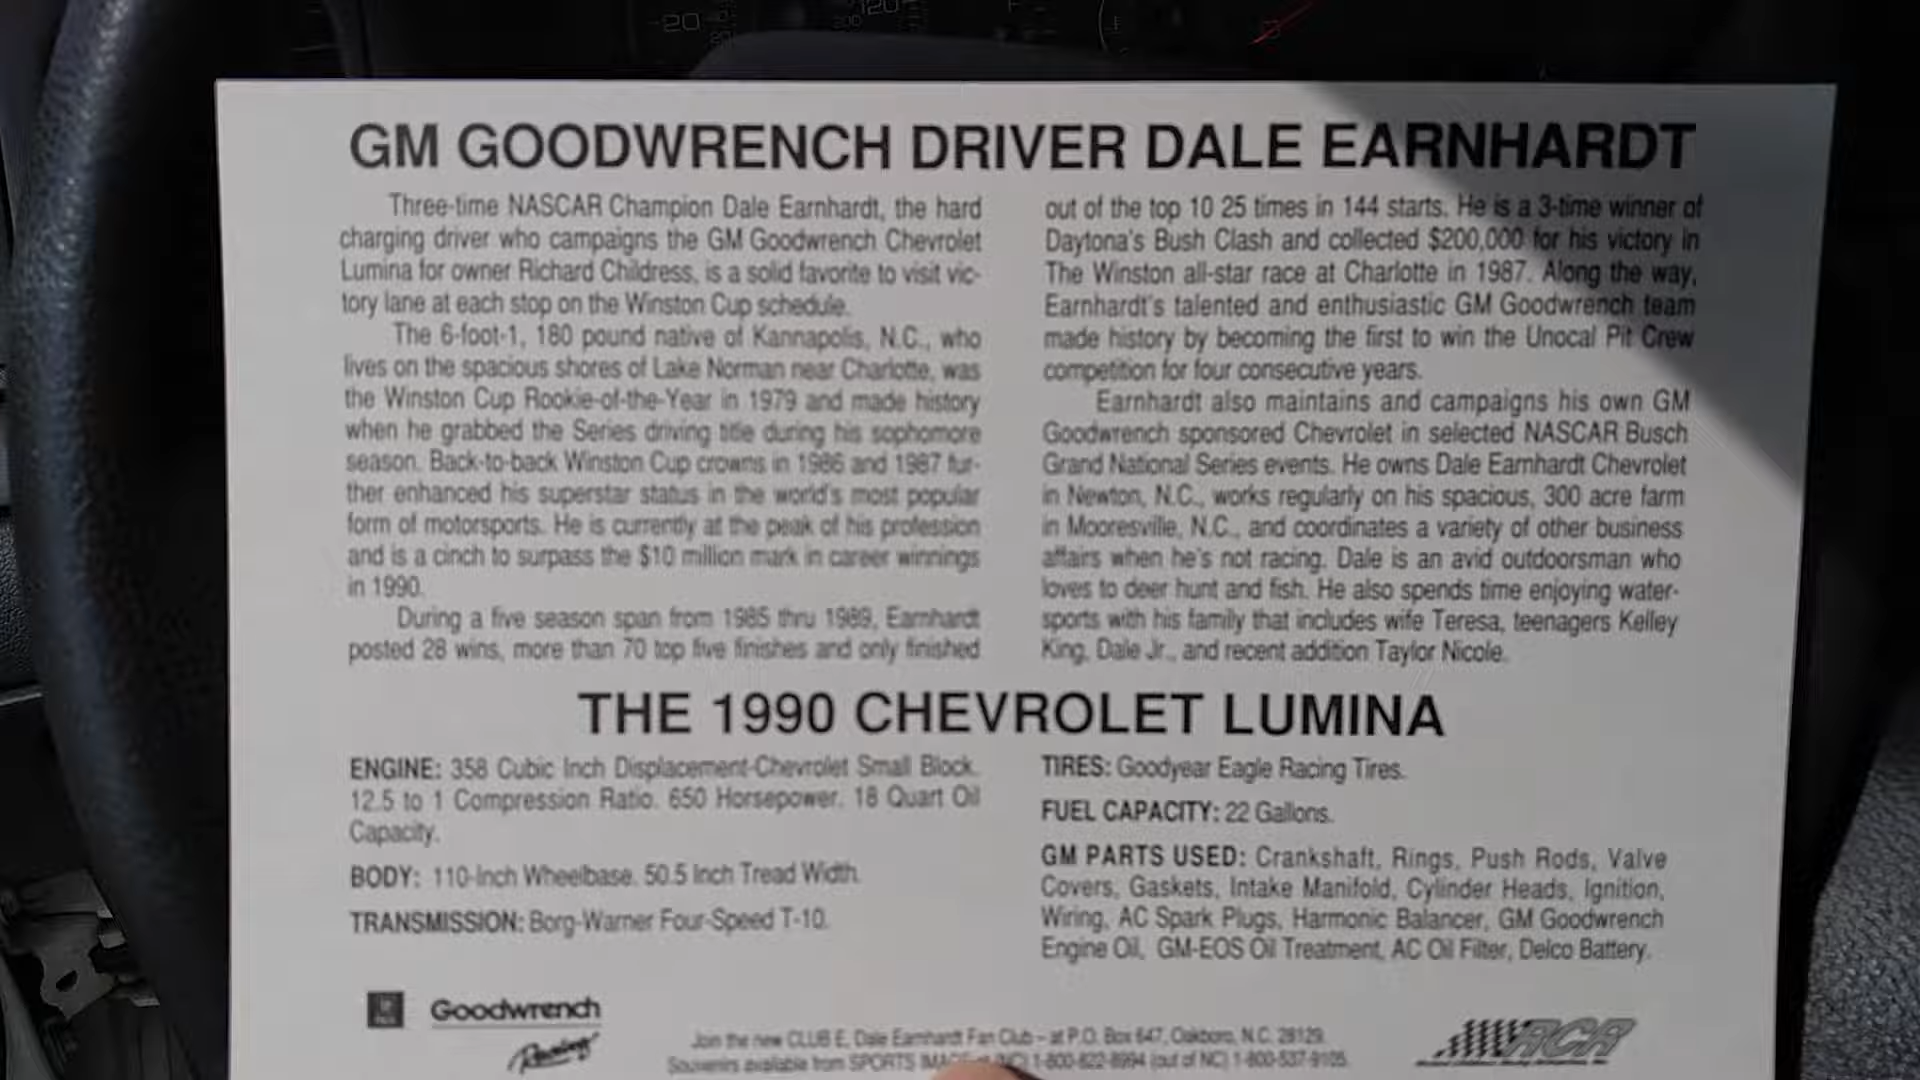 -20
120
200
GM GOODWRENCH DRIVER DALE EARNHARDT
Three-time NASCAR Champion Dale Earnhardt, the hard
charging driver who campaigns the GM Goodwrench Chevrolet
Lumina for owner Richard Childress, is a solid favorite to visit vic-
tory lane at each stop on the Winston Cup schedule.
The 6-foot-1, 180 pound native of Kannapolis, N.C., who
lives on the spacious shores of Lake Norman near Charlotte, was
the Winston Cup Rookie-of-the-Year in 1979 and made history
when he grabbed the Series driving title during his sophomore
season. Back-to-back Winston Cup crowns in 1986 and 1987 fur-
ther enhanced his superstar status in the world's most popular
form of motorsports. He is currently at the peak of his profession
and is a cinch to surpass the $10 million mark in career winnings
in 1990.
During a five season span from 1985 thru 1989, Earnhardt
posted 28 wins, more than 70 top five finishes and only finished
out of the top 10 25 times in 144 starts. He is a 3-time winner of
Daytona's Bush Clash and collected $200,000 for his victory in
The Winston all-star race at Charlotte in 1987. Along the way,
Earnhardt's talented and enthusiastic GM Goodwrench team
made history by becoming the first to win the Unocal Pit Crew
competition for four consecutive years.
Earnhardt also maintains and campaigns his own GM
Goodwrench sponsored Chevrolet in selected NASCAR Busch
Grand National Series events. He owns Dale Earnhardt Chevrolet
in Newton, N.C., works regularly on his spacious, 300 acre farm
in Mooresville, N.C., and coordinates a variety of other business
affairs when he's not racing. Dale is an avid outdoorsman who
loves to deer hunt and fish. He also spends time enjoying water-
sports with his family that includes wife Teresa, teenagers Kelley
King, Dale Jr., and recent addition Taylor Nicole.
THE 1990 CHEVROLET LUMINA
ENGINE: 358 Cubic Inch Displacement-Chevrolet Small Block.
12.5 to 1 Compression Ratio. 650 Horsepower. 18 Quart Oil
Capacity.
BODY: 110-Inch Wheelbase. 50.5 Inch Tread Width.
TRANSMISSION: Borg-Warner Four-Speed T-10.
TIRES: Goodyear Eagle Racing Tires.
FUEL CAPACITY: 22 Gallons.
GM PARTS USED: Crankshaft, Rings, Push Rods, Valve
Covers, Gaskets, Intake Manifold, Cylinder Heads, Ignition,
Wiring, AC Spark Plugs, Harmonic Balancer, GM Goodwrench
Engine Oil, GM-EOS Oil Treatment, AC Oil Filter, Delco Battery.
Goodwrench
Racing
Join the new CLUB E, Dale Earnhardt Fan Club – at P.O. Box 647, Oakboro, N.C. 28129.
Souvenirs available from SPORTS 1-800-622-8994 (out of NC) 1-800-537-9105.
RCR